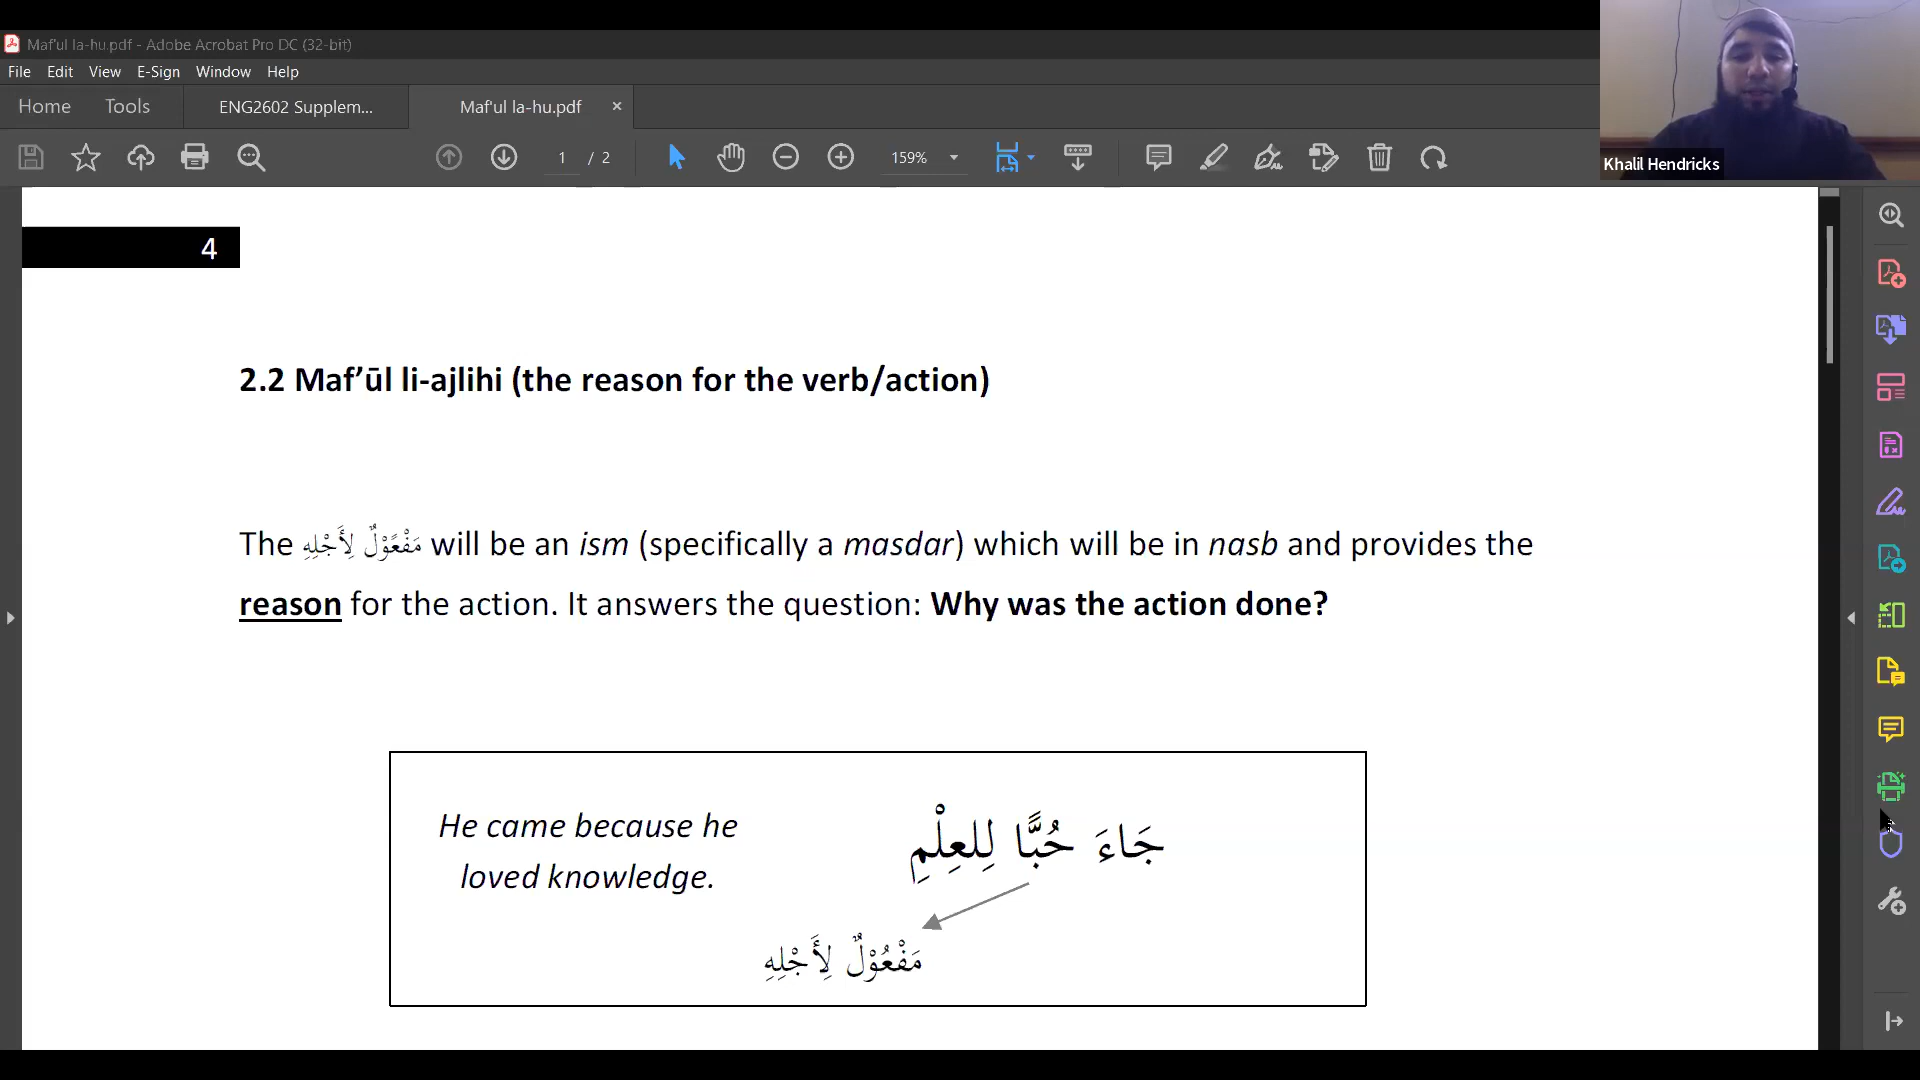 Maf'ul la-hu.pdf - Adobe Acrobat Pro DC (32-bit)
File Edit View E-Sign Window Help
Home Tools ENG2602 Supplem... Maf'ul la-hu.pdf ×
1 / 2 159%
Khalil Hendricks
4
2.2 Maf’ūl li-ajlihi (the reason for the verb/action)
The مَفْعُوْلٌ لِأَجْلِهِ will be an ism (specifically a masdar) which will be in nasb and provides the
reason for the action. It answers the question: Why was the action done?
He came because he
loved knowledge.
جَاءَ حُبًّا لِلعِلْمِ
مَفْعُوْلٌ لِأَجْلِهِ